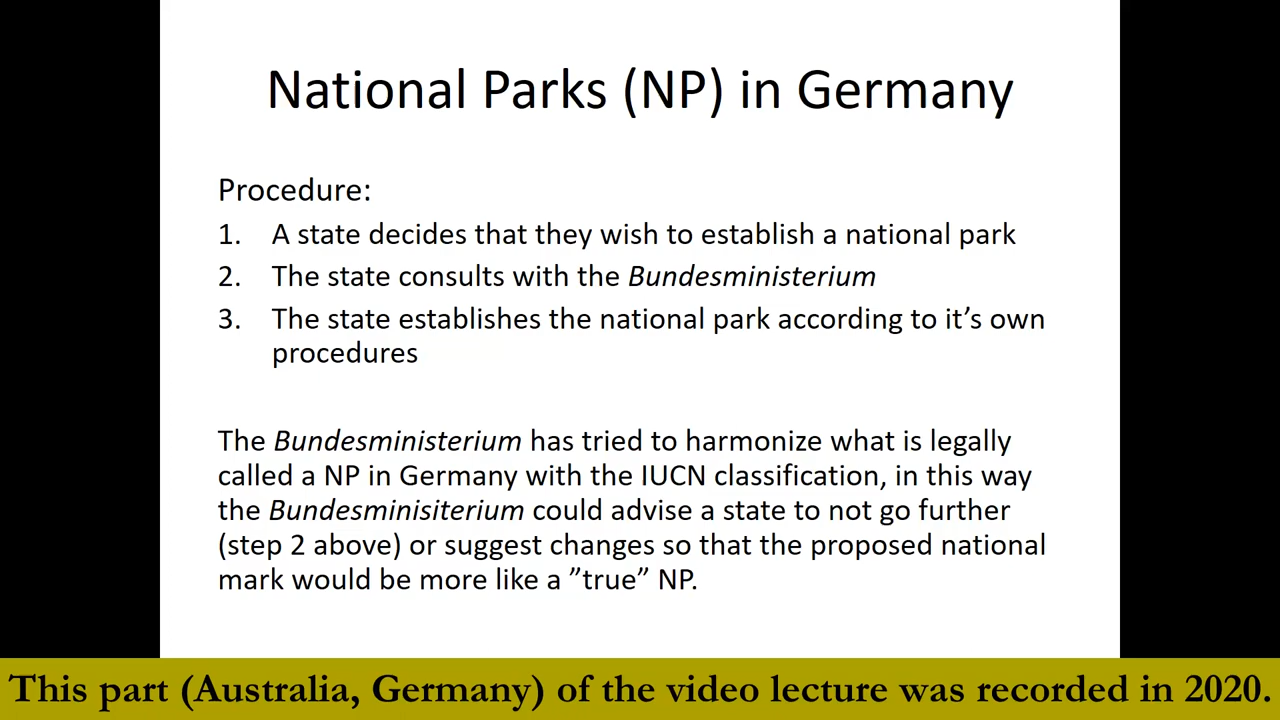 National Parks (NP) in Germany
Procedure:
1. A state decides that they wish to establish a national park
2. The state consults with the Bundesministerium
3. The state establishes the national park according to it’s own
procedures
The Bundesministerium has tried to harmonize what is legally
called a NP in Germany with the IUCN classification, in this way
the Bundesminisiterium could advise a state to not go further
(step 2 above) or suggest changes so that the proposed national
mark would be more like a ”true” NP.
This part (Australia, Germany) of the video lecture was recorded in 2020.